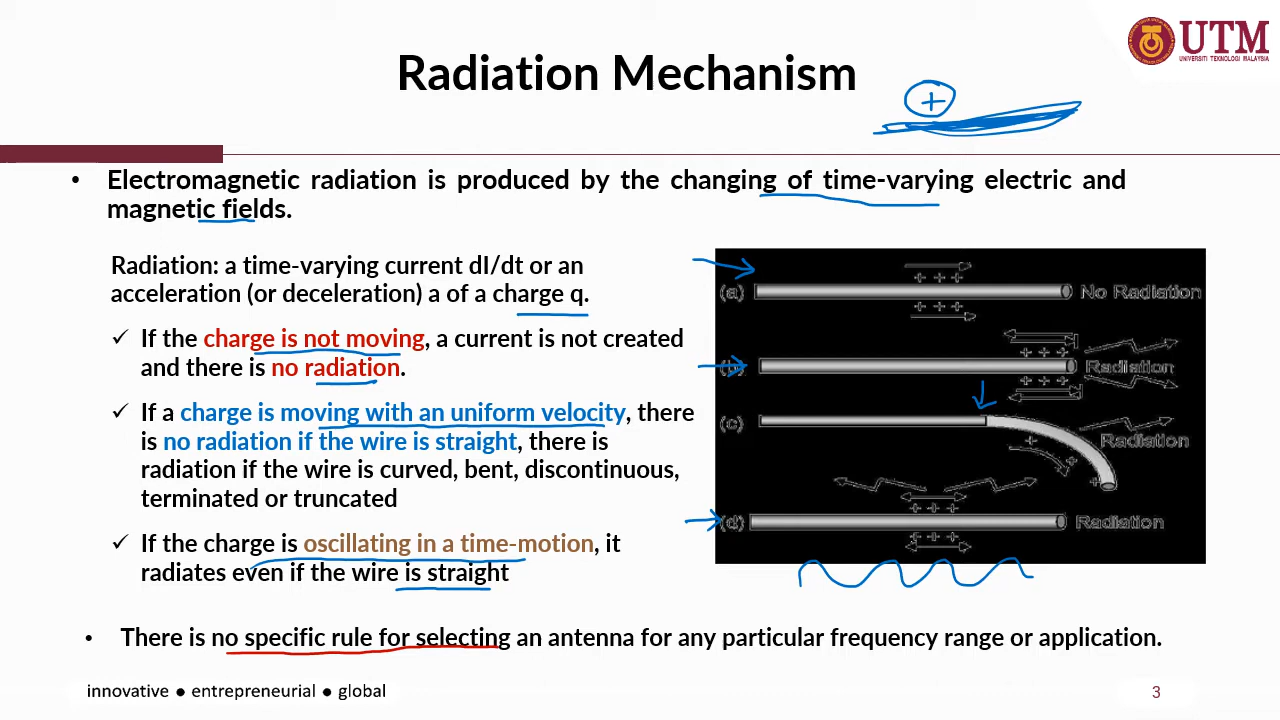 UTM
UNIVERSITI TEKNOLOGI MALAYSIA
Radiation Mechanism
+
• Electromagnetic radiation is produced by the changing of time-varying electric and
magnetic fields.
Radiation: a time-varying current dI/dt or an
acceleration (or deceleration) a of a charge q.
✓ If the charge is not moving, a current is not created
and there is no radiation.
✓ If a charge is moving with an uniform velocity, there
is no radiation if the wire is straight, there is
radiation if the wire is curved, bent, discontinuous,
terminated or truncated
✓ If the charge is oscillating in a time-motion, it
radiates even if the wire is straight
+ + +
(a) No Radiation
+ + +
+ + +
(b) Radiation
+ + +
(c) Radiation
+ + +
+ + +
(d) Radiation
+ + +
• There is no specific rule for selecting an antenna for any particular frequency range or application.
innovative ● entrepreneurial ● global
3